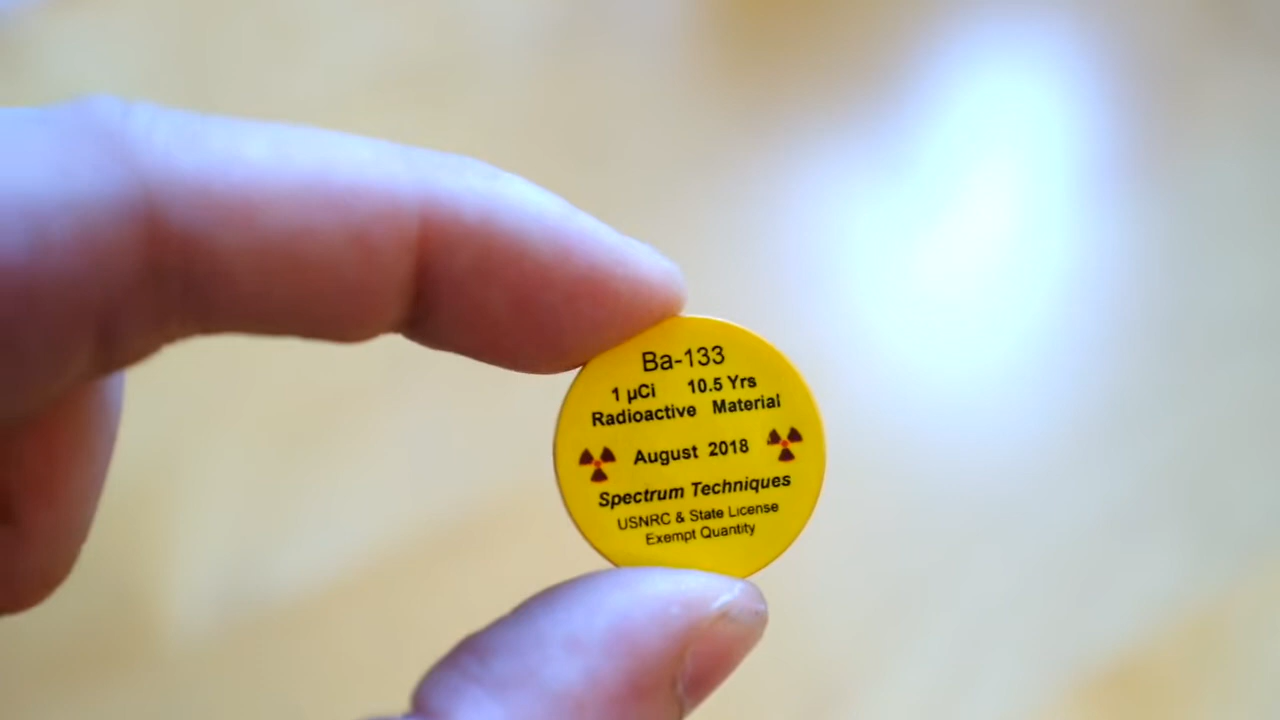 Ba-133
1 µCi 10.5 Yrs
Radioactive Material
August 2018
Spectrum Techniques
USNRC & State License
Exempt Quantity